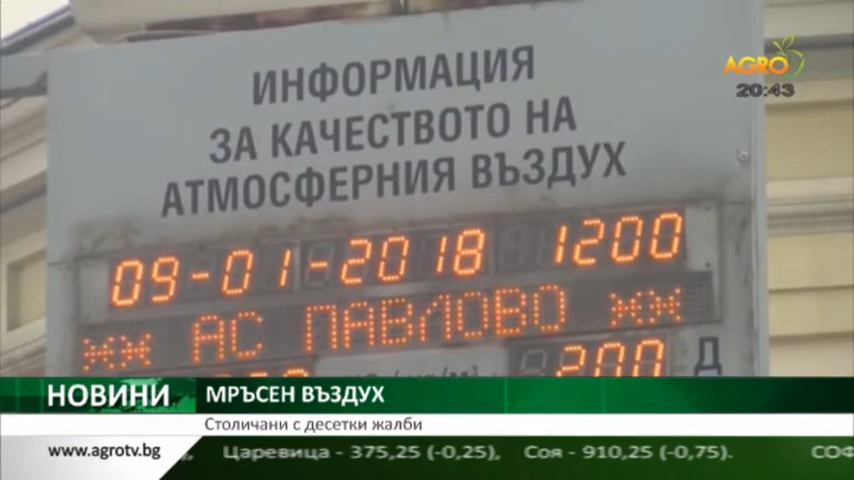 AGRO
20:43
ИНФОРМАЦИЯ
ЗА КАЧЕСТВОТО НА
АТМОСФЕРНИЯ ВЪЗДУХ
09-01-2018 1200
** АС ПАВЛОВО **
200 Д
НОВИНИ
МРЪСЕН ВЪЗДУХ
Столичани с десетки жалби
www.agrotv.bg
Царевица - 375,25 (-0,25), Соя - 910,25 (-0,75). СОФ